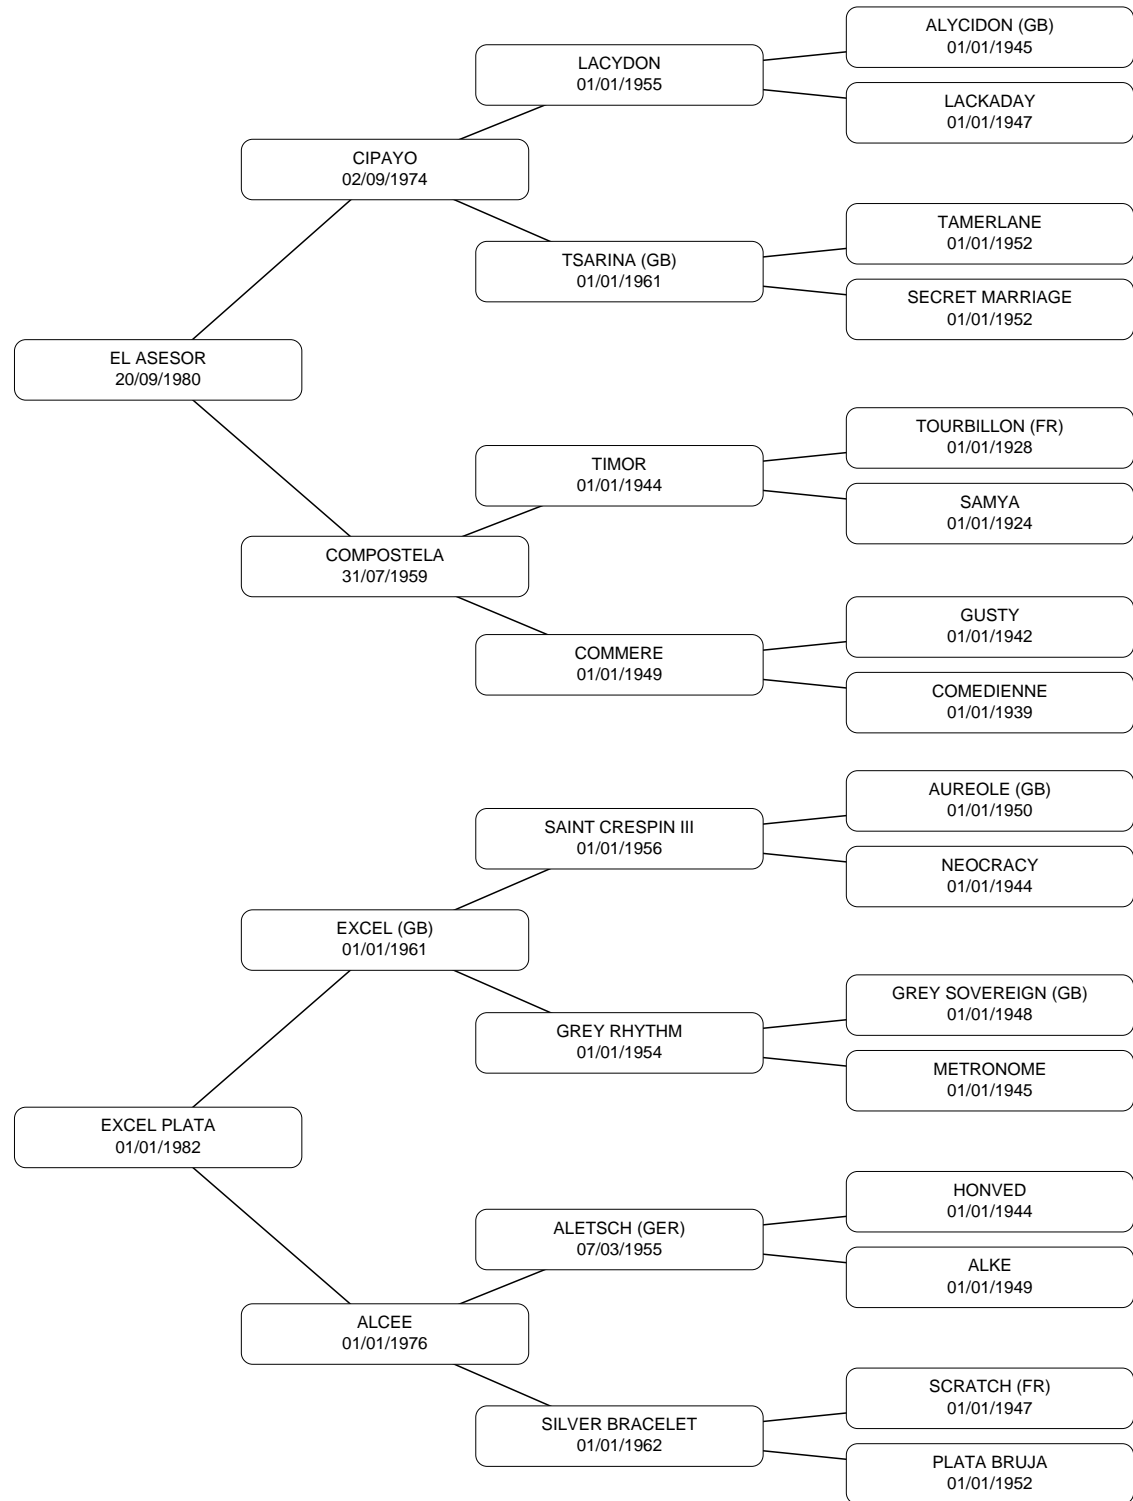 ALYCIDON (GB)
01/01/1945
LACYDON
01/01/1955
LACKADAY
01/01/1947
CIPAYO
02/09/1974
TAMERLANE
01/01/1952
TSARINA (GB)
01/01/1961
SECRET MARRIAGE
01/01/1952
EL ASESOR
20/09/1980
TOURBILLON (FR)
01/01/1928
TIMOR
01/01/1944
SAMYA
01/01/1924
COMPOSTELA
31/07/1959
GUSTY
01/01/1942
COMMERE
01/01/1949
COMEDIENNE
01/01/1939
AUREOLE (GB)
01/01/1950
SAINT CRESPIN III
01/01/1956
NEOCRACY
01/01/1944
EXCEL (GB)
01/01/1961
GREY SOVEREIGN (GB)
01/01/1948
GREY RHYTHM
01/01/1954
METRONOME
01/01/1945
EXCEL PLATA
01/01/1982
HONVED
01/01/1944
ALETSCH (GER)
07/03/1955
ALKE
01/01/1949
ALCEE
01/01/1976
SCRATCH (FR)
01/01/1947
SILVER BRACELET
01/01/1962
PLATA BRUJA
01/01/1952